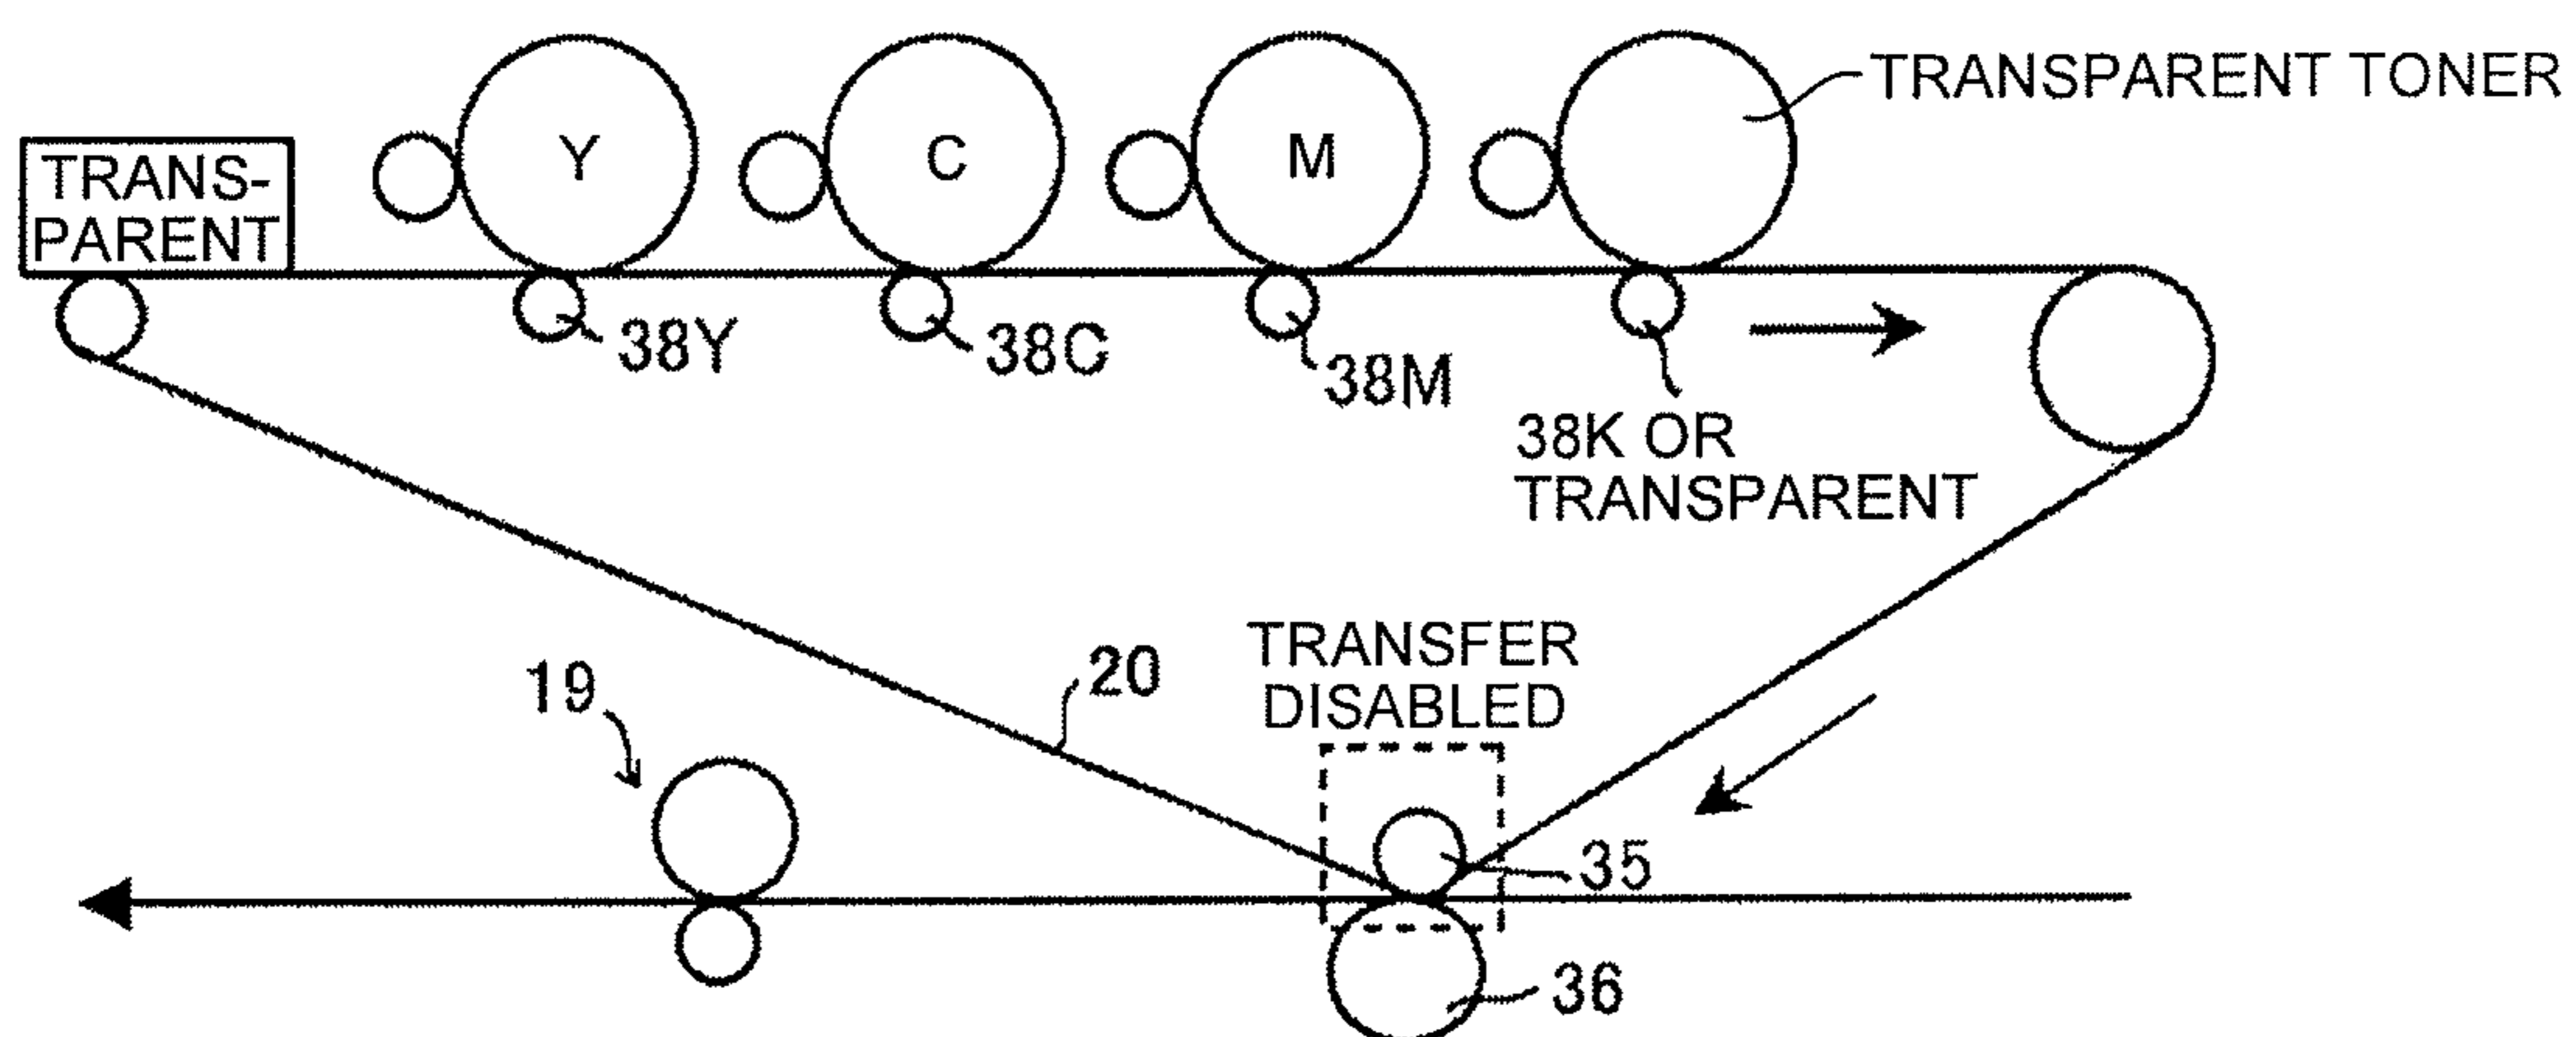 TRANSPARENT TONER
TRANS-
PARENT
Y
C
M
38Y
38C
38M
38K OR
TRANSPARENT
19
20
TRANSFER
DISABLED
35
36